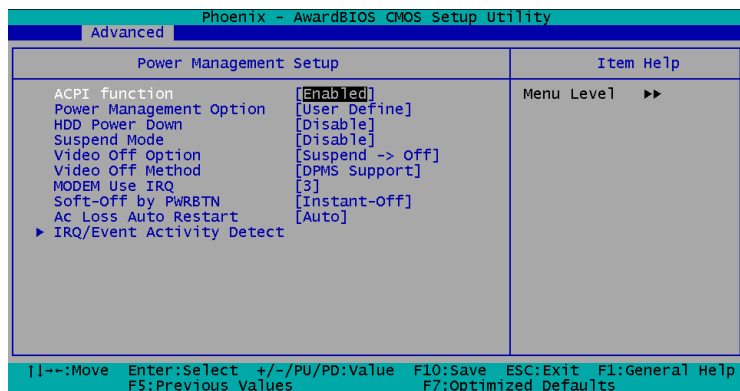 Phoenix - AwardBIOS CMOS Setup Utility
Advanced
Power Management Setup
Item Help
ACPI function [Enabled]
Menu Level ►►
Power Management Option [User Define]
HDD Power Down [Disable]
Suspend Mode [Disable]
Video Off Option [Suspend -> Off]
Video Off Method [DPMS Support]
MODEM Use IRQ [3]
Soft-Off by PWRBTN [Instant-Off]
Ac Loss Auto Restart [Auto]
► IRQ/Event Activity Detect
↑↓→←:Move Enter:Select +/-/PU/PD:Value F10:Save ESC:Exit F1:General Help
F5:Previous Values F7:Optimized Defaults